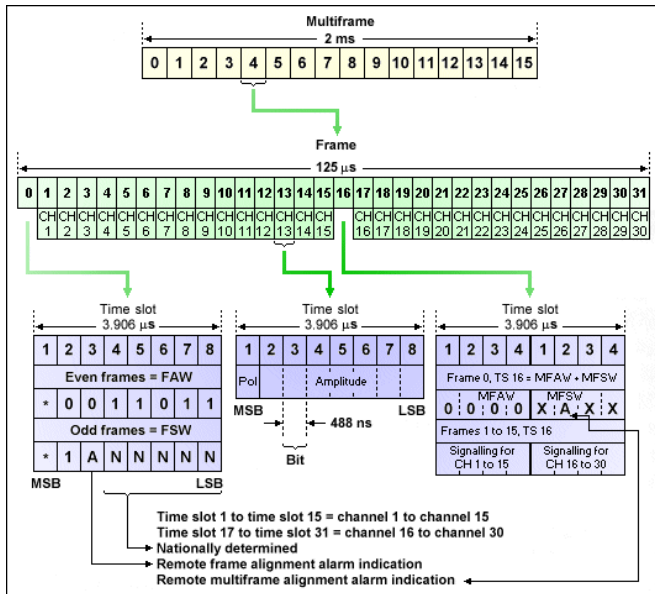 Multiframe
2 ms
0 1 2 3 4 5 6 7 8 9 10 11 12 13 14 15
Frame
125 μs
0 1 2 3 4 5 6 7 8 9 10 11 12 13 14 15 16 17 18 19 20 21 22 23 24 25 26 27 28 29 30 31
CH CH CH CH CH CH CH CH CH CH CH CH CH CH CH CH CH CH CH CH CH CH CH CH CH CH CH CH CH CH
1 2 3 4 5 6 7 8 9 10 11 12 13 14 15 16 17 18 19 20 21 22 23 24 25 26 27 28 29 30
Time slot
3.906 μs
1 2 3 4 5 6 7 8
Even frames = FAW
* 0 0 1 1 0 1 1
Odd frames = FSW
* 1 A N N N N N
MSB LSB
Time slot
3.906 μs
1 2 3 4 5 6 7 8
Pol Amplitude
MSB LSB
488 ns
Bit
Time slot
3.906 μs
1 2 3 4 1 2 3 4
Frame 0, TS 16 = MFAW + MFSW
MFAW MFSW
0 0 0 0 X A X X
Frames 1 to 15, TS 16
Signalling for CH 1 to 15
Signalling for CH 16 to 30
Time slot 1 to time slot 15 = channel 1 to channel 15
Time slot 17 to time slot 31 = channel 16 to channel 30
Nationally determined
Remote frame alignment alarm indication
Remote multiframe alignment alarm indication